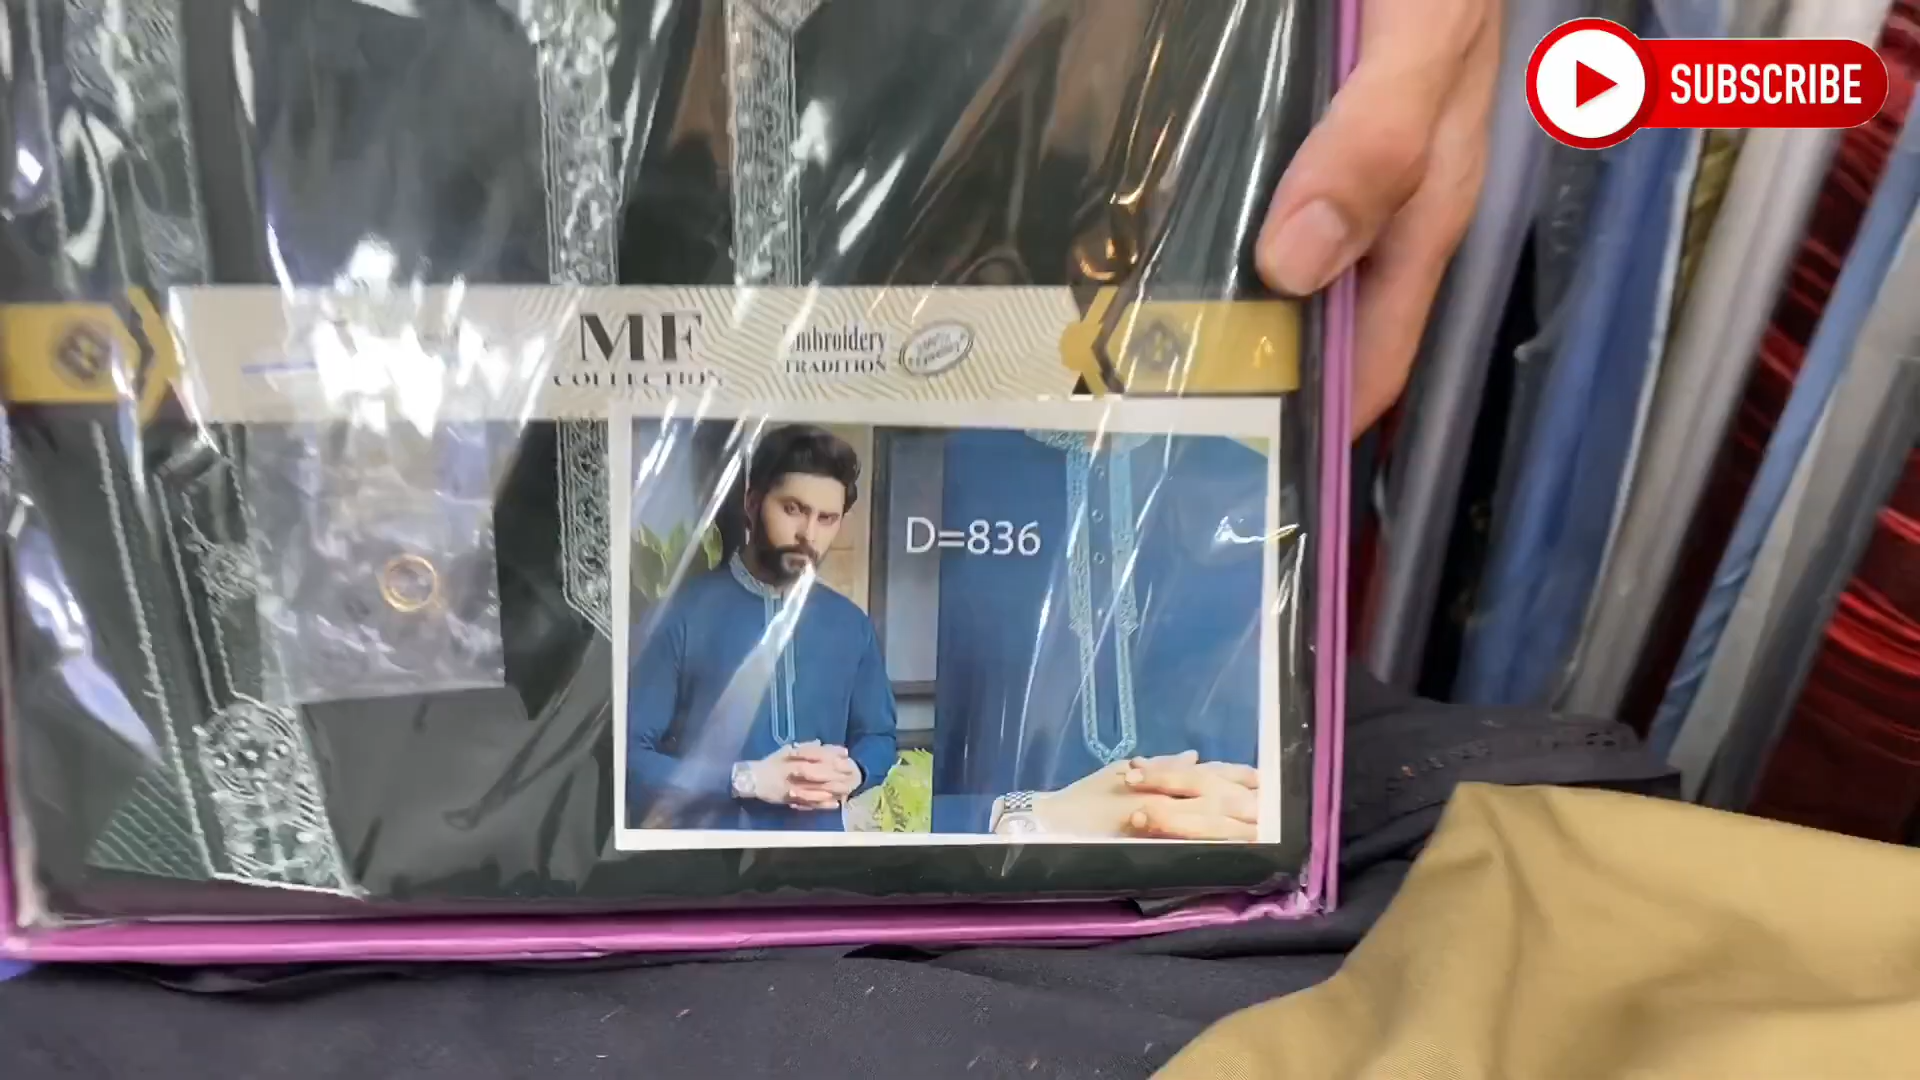 SUBSCRIBE
MF
COLLECTION
Embroidery
TRADITION
D=836